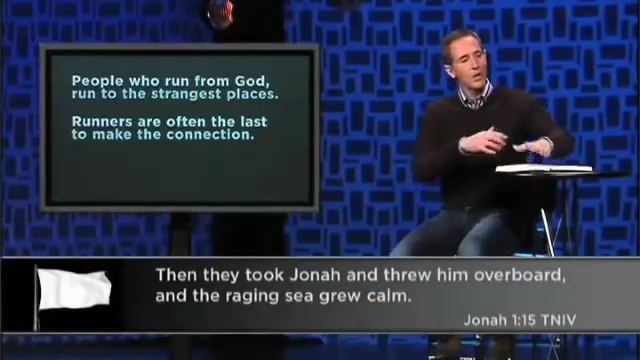 People who run from God,
run to the strangest places.
Runners are often the last
to make the connection.
Then they took Jonah and threw him overboard,
and the raging sea grew calm.
Jonah 1:15 TNIV